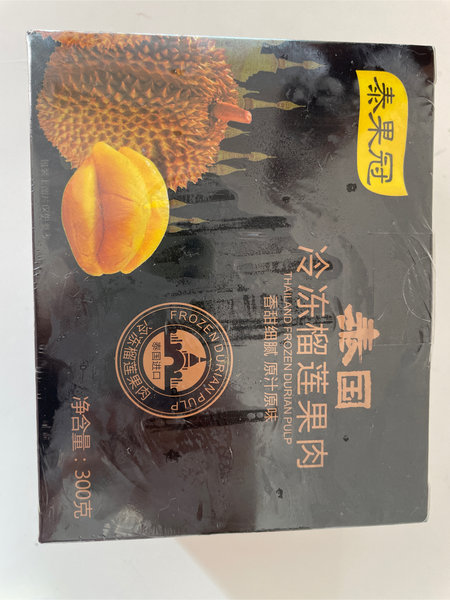 泰果冠
泰国
冷冻榴莲果肉
THAILAND FROZEN DURIAN PULP
香甜细腻 原汁原味
FROZEN DURIAN PULP
泰国进口
冷冻榴莲果肉
净含量：300克